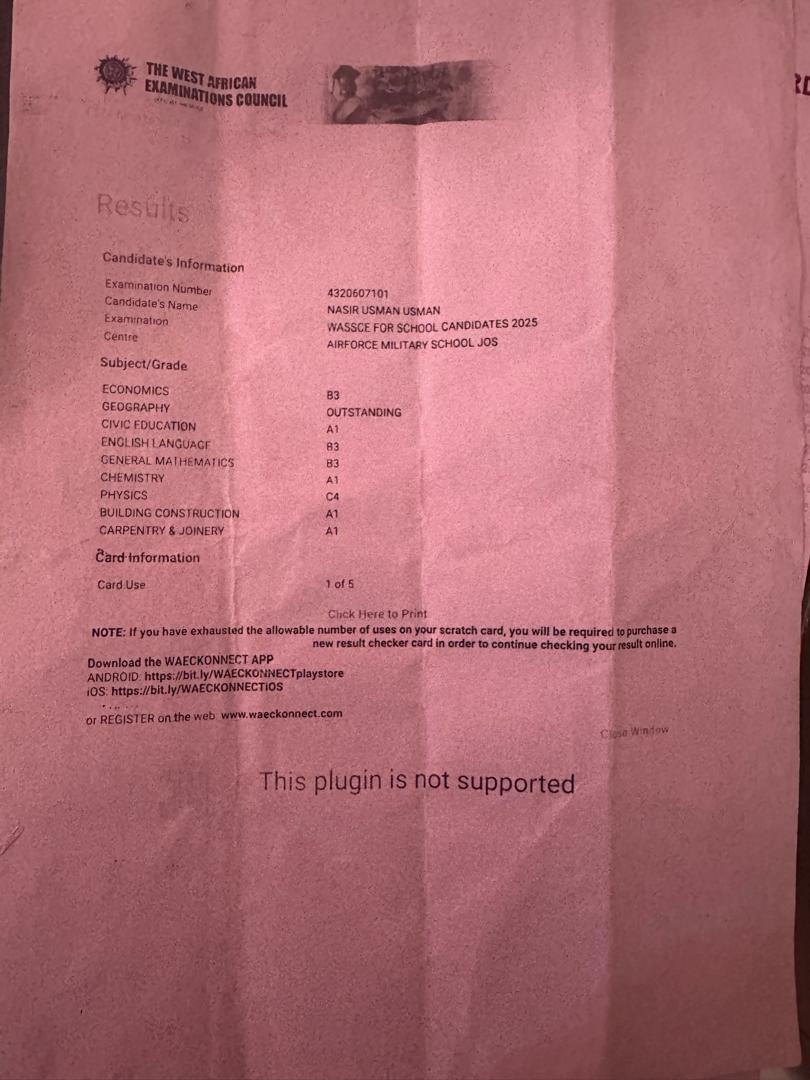 THE WEST AFRICAN
EXAMINATIONS COUNCIL
Results
Candidate's Information
Examination Number 4320607101
Candidate's Name NASIR USMAN USMAN
Examination WASSCE FOR SCHOOL CANDIDATES 2025
Centre AIRFORCE MILITARY SCHOOL JOS
Subject/Grade
ECONOMICS B3
GEOGRAPHY OUTSTANDING
CIVIC EDUCATION A1
ENGLISH LANGUAGE B3
GENERAL MATHEMATICS B3
CHEMISTRY A1
PHYSICS C4
BUILDING CONSTRUCTION A1
CARPENTRY & JOINERY A1
Card Information
Card Use 1 of 5
Click Here to Print
NOTE: If you have exhausted the allowable number of uses on your scratch card, you will be required to purchase a
new result checker card in order to continue checking your result online.
Download the WAECKONNECT APP
ANDROID: https://bit.ly/WAECKONNECTplaystore
iOS: https://bit.ly/WAECKONNECTiOS
or REGISTER on the web: www.waeckonnect.com
Close Window
This plugin is not supported